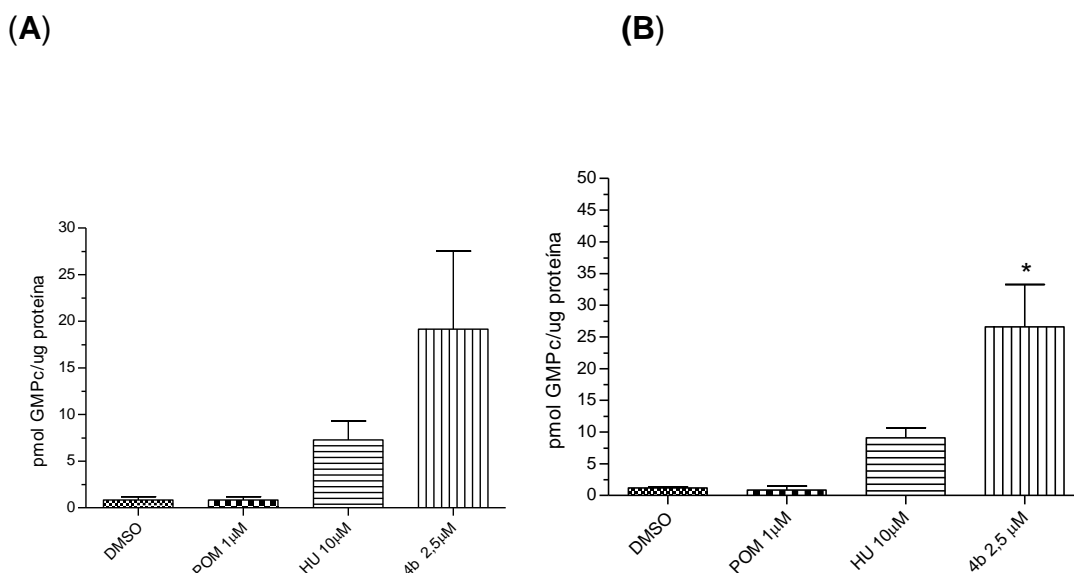 (A)
pmol GMPc/ug proteína
30
25
20
15
10
5
0
DMSO
POM 1µM
HU 10µM
4b 2,5µM
(B)
pmol GMPc/ug proteína
50
45
40
35
30
25
20
15
10
5
0
*
DMSO
POM 1µM
HU 10µM
4b 2,5 µM